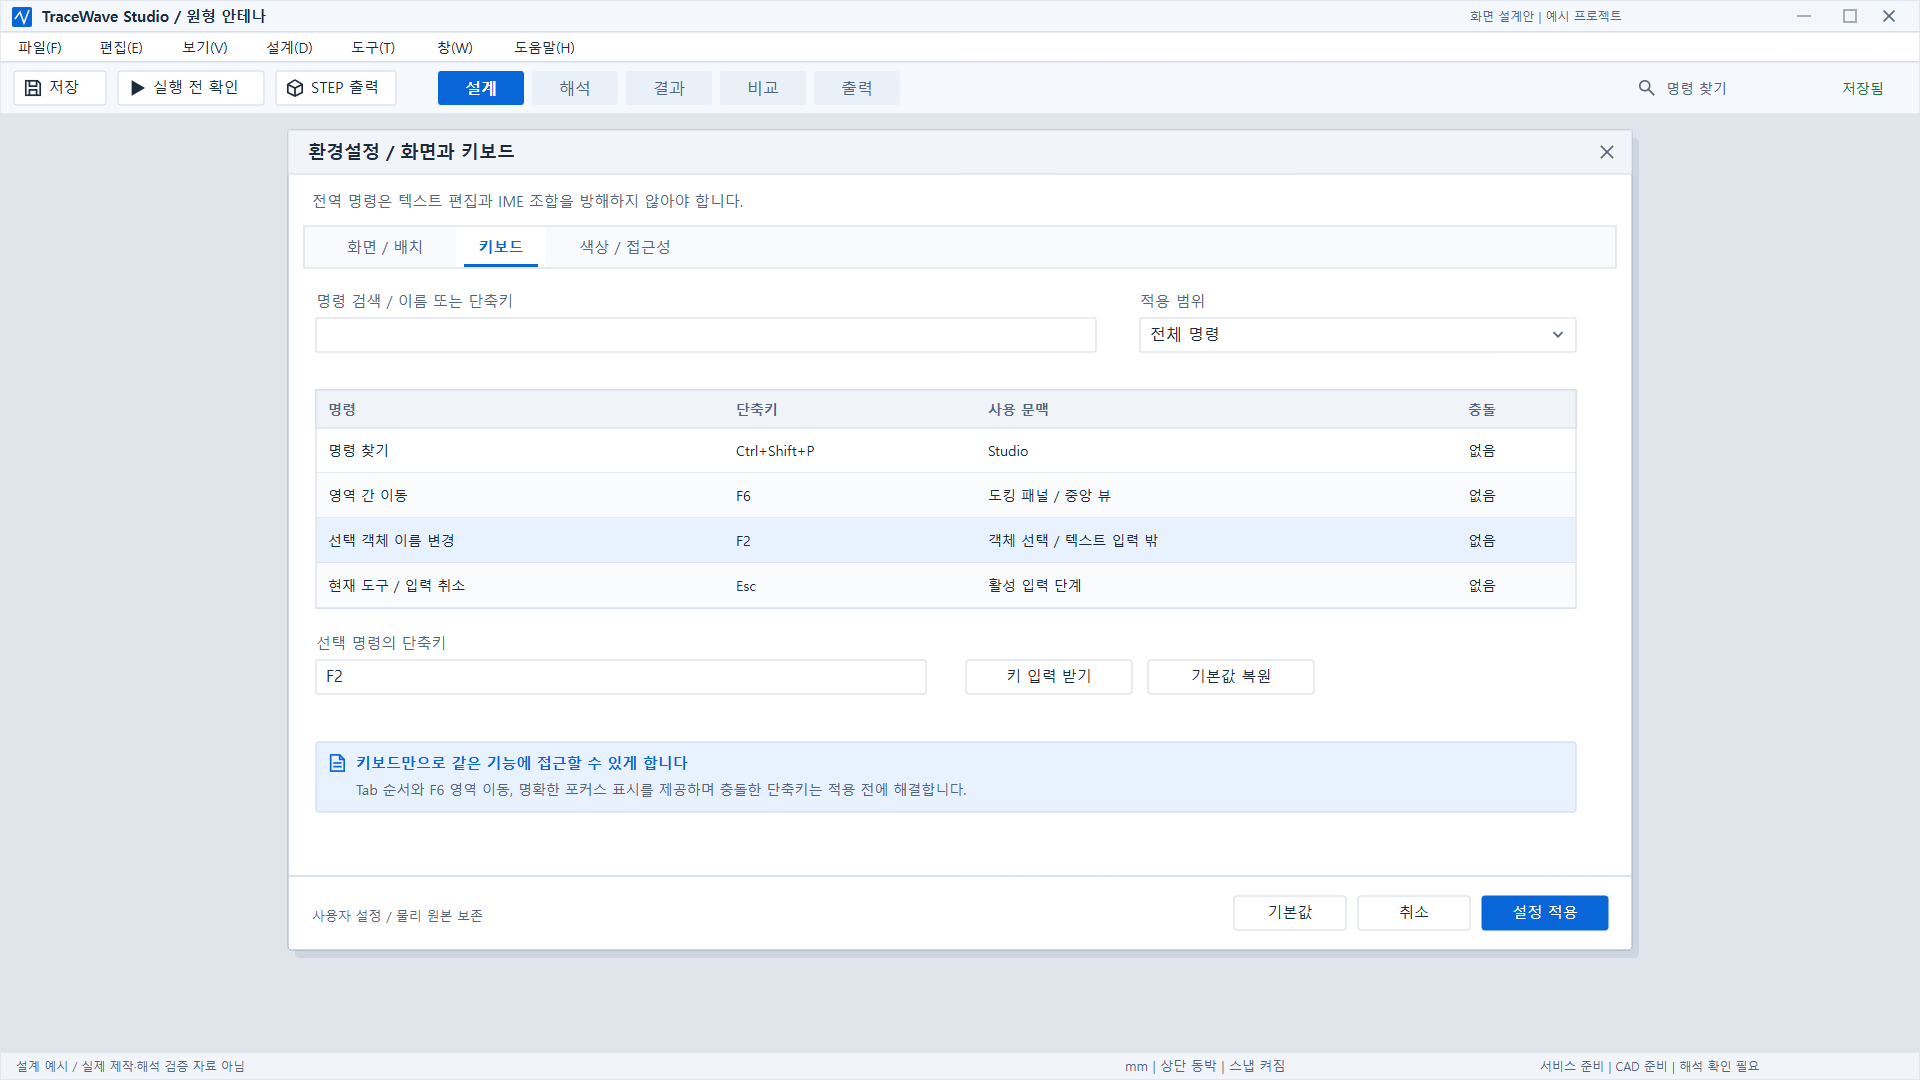 TraceWave Studio / 원형 안테나
화면 설계안 | 예시 프로젝트
파일(F) 편집(E) 보기(V) 설계(D) 도구(T) 창(W) 도움말(H)
저장 실행 전 확인 STEP 출력 설계 해석 결과 비교 출력 명령 찾기 저장됨
환경설정 / 화면과 키보드
전역 명령은 텍스트 편집과 IME 조합을 방해하지 않아야 합니다.
화면 / 배치 키보드 색상 / 접근성
명령 검색 / 이름 또는 단축키 적용 범위
전체 명령
명령 단축키 사용 문맥 충돌
명령 찾기 Ctrl+Shift+P Studio 없음
영역 간 이동 F6 도킹 패널 / 중앙 뷰 없음
선택 객체 이름 변경 F2 객체 선택 / 텍스트 입력 밖 없음
현재 도구 / 입력 취소 Esc 활성 입력 단계 없음
선택 명령의 단축키
F2 키 입력 받기 기본값 복원
키보드만으로 같은 기능에 접근할 수 있게 합니다
Tab 순서와 F6 영역 이동, 명확한 포커스 표시를 제공하며 충돌한 단축키는 적용 전에 해결합니다.
사용자 설정 / 물리 원본 보존 기본값 취소 설정 적용
설계 예시 / 실제 제작·해석 검증 자료 아님 mm | 상단 동박 | 스냅 켜짐 서비스 준비 | CAD 준비 | 해석 확인 필요